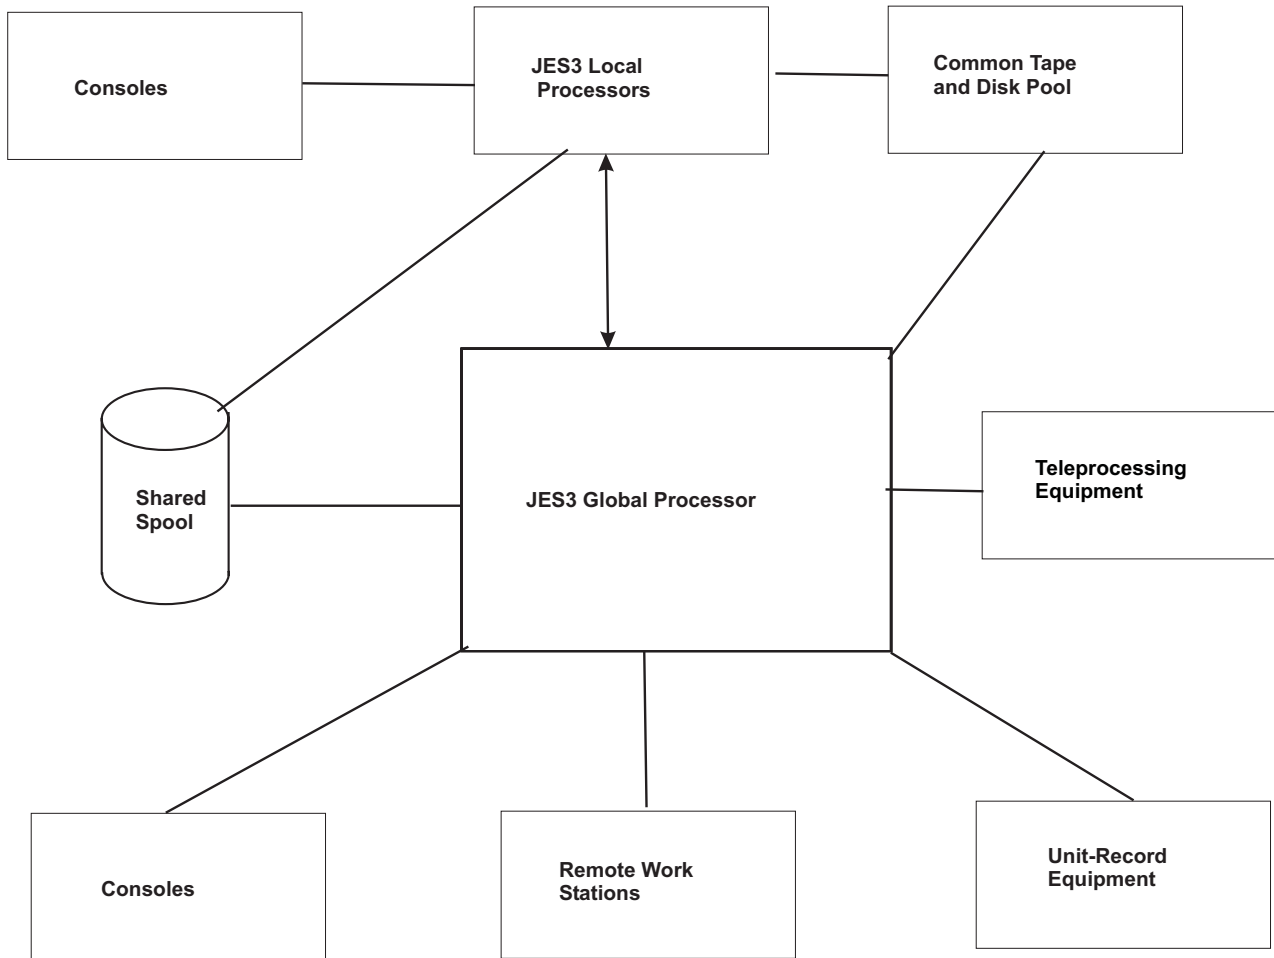 Consoles
JES3 Local
Processors
Common Tape
and Disk Pool
Shared
Spool
JES3 Global Processor
Teleprocessing
Equipment
Consoles
Remote Work
Stations
Unit-Record
Equipment